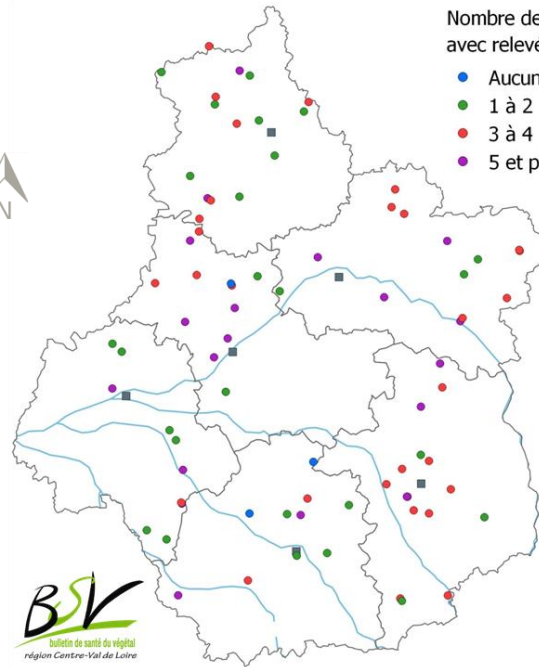 Nombre de
avec relevé
Aucun
1 à 2
3 à 4
5 et p
N
BSV
bulletin de santé du végétal
région Centre-Val de Loire